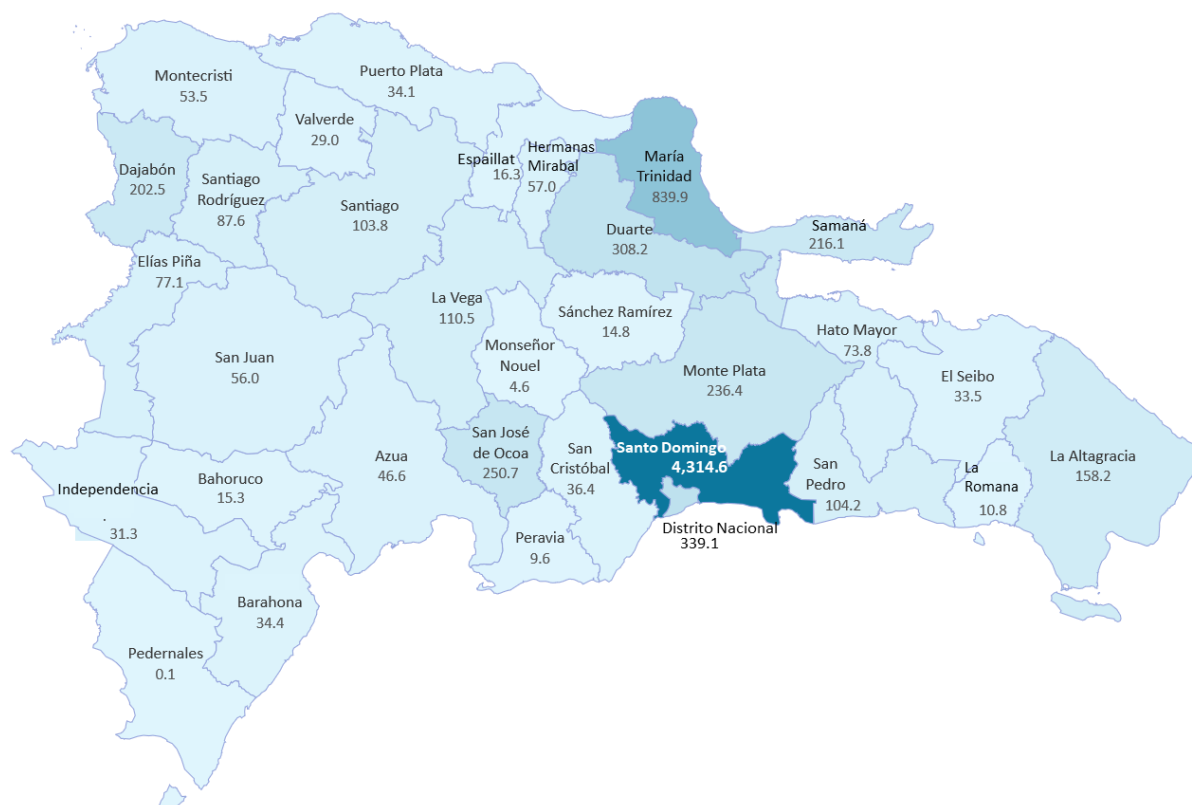 Puerto Plata
34.1
Montecristi
53.5
Valverde
29.0
Hermanas
Mirabal
57.0
Espaillat
16.3
María
Trinidad
839.9
Dajabón
202.5
Santiago
Rodríguez
87.6
Santiago
103.8
Duarte
308.2
Samaná
216.1
Elías Piña
77.1
La Vega
110.5
Sánchez Ramírez
14.8
Hato Mayor
73.8
Monseñor
Nouel
4.6
San Juan
56.0
Monte Plata
236.4
El Seibo
33.5
San José
de Ocoa
250.7
San
Cristóbal
36.4
Santo Domingo
4,314.6
Azua
46.6
San
Pedro
104.2
La
Romana
10.8
La Altagracia
158.2
Bahoruco
15.3
Independencia
.
31.3
Distrito Nacional
339.1
Peravia
9.6
Barahona
34.4
Pedernales
0.1